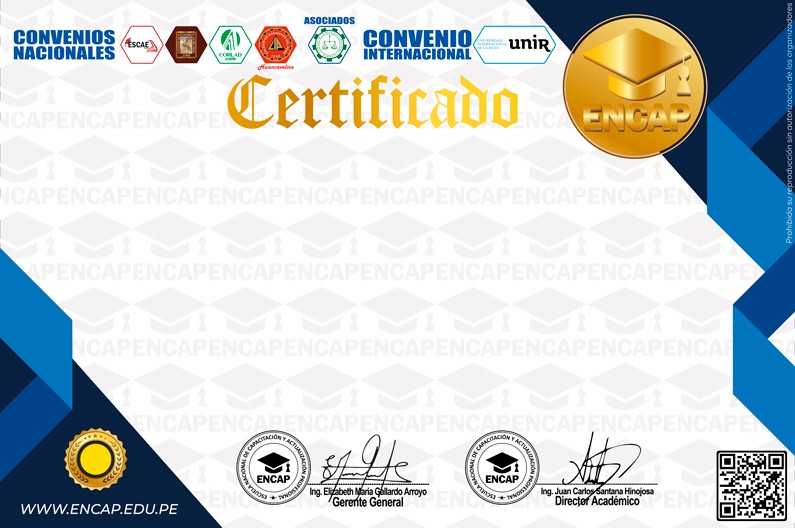 CONVENIOS
NACIONALES
ESCAE
CORLAD
JUNÍN
Huancavelica
ASOCIADOS
CONVENIO
INTERNACIONAL
UNIVERSIDAD
INTERNACIONAL
DE LA RIOJA
unir
ENCAP
Certificado
Prohibida su reproducción sin autorización de los organizadores
ESCUELA NACIONAL DE CAPACITACIÓN Y ACTUALIZACIÓN PROFESIONAL
ENCAP
Ing. Elizabeth Maria Gallardo Arroyo
Gerente General
ESCUELA NACIONAL DE CAPACITACIÓN Y ACTUALIZACIÓN PROFESIONAL
ENCAP
Ing. Juan Carlos Santana Hinojosa
Director Académico
WWW.ENCAP.EDU.PE